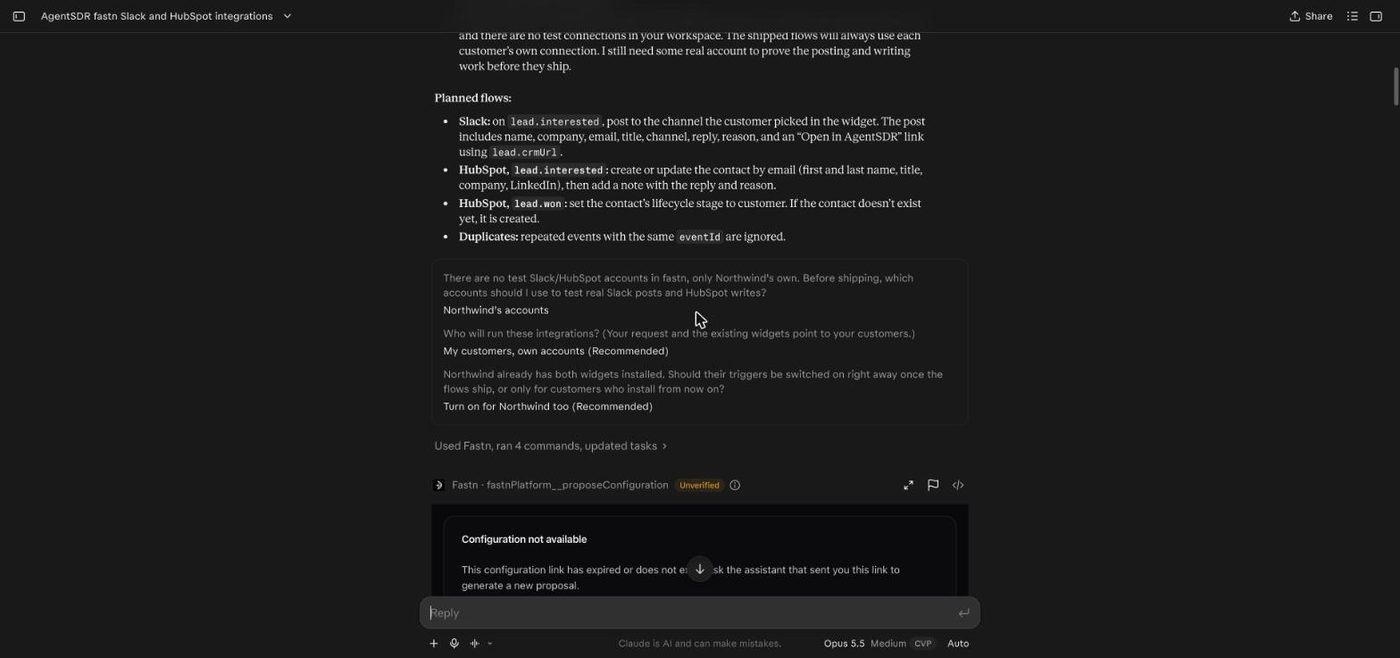 AgentSDR fastn Slack and HubSpot integrations
Share
and there are no test connections in your workspace. The shipped flows will always use each
customer's own connection. I still need some real account to prove the posting and writing
work before they ship.
Planned flows:
Slack: on lead.interested, post to the channel the customer picked in the widget. The post
includes name, company, email, title, channel, reply, reason, and an “Open in AgentSDR” link
using lead.crmUrl.
HubSpot, lead.interested: create or update the contact by email (first and last name, title,
company, LinkedIn), then add a note with the reply and reason.
HubSpot, lead.won: set the contact's lifecycle stage to customer. If the contact doesn't exist
yet, it is created.
Duplicates: repeated events with the same eventId are ignored.
There are no test Slack/HubSpot accounts in fastn, only Northwind's own. Before shipping, which
accounts should I use to test real Slack posts and HubSpot writes?
Northwind's accounts
Who will run these integrations? (Your request and the existing widgets point to your customers.)
My customers, own accounts (Recommended)
Northwind already has both widgets installed. Should their triggers be switched on right away once the
flows ship, or only for customers who install from now on?
Turn on for Northwind too (Recommended)
Used Fastn, ran 4 commands, updated tasks
Fastn · fastnPlatform__proposeConfiguration Unverified
Configuration not available
This configuration link has expired or does not sk the assistant that sent you this link to
generate a new proposal.
Reply
Claude is AI and can make mistakes.
Opus 5.5 Medium CVP Auto